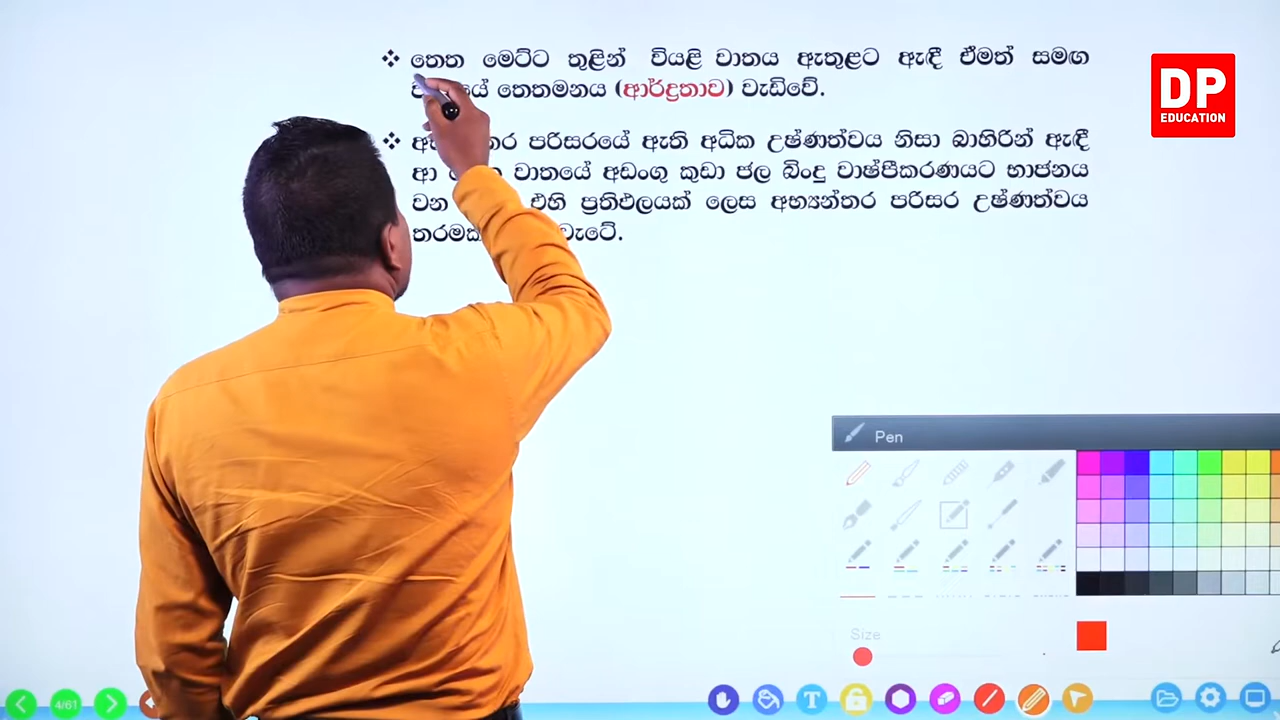 ❖ තෙත මෙට්ට තුළින් වියළි වාතය ඇතුළට ඇඳී ඒමත් සමඟ
තෙතමනය (ආර්ද්‍රතාව) වැඩිවේ.
❖ පරිසරයේ ඇති අධික උෂ්ණත්වය නිසා බාහිරින් ඇඳී
ආ වාතයේ අඩංගු කුඩා ජල බිංදු වාෂ්පීකරණයට භාජනය
වන එහි ප්‍රතිඵලයක් ලෙස අභ්‍යන්තර පරිසර උෂ්ණත්වය
DP
EDUCATION
Pen
Size
4/61
T